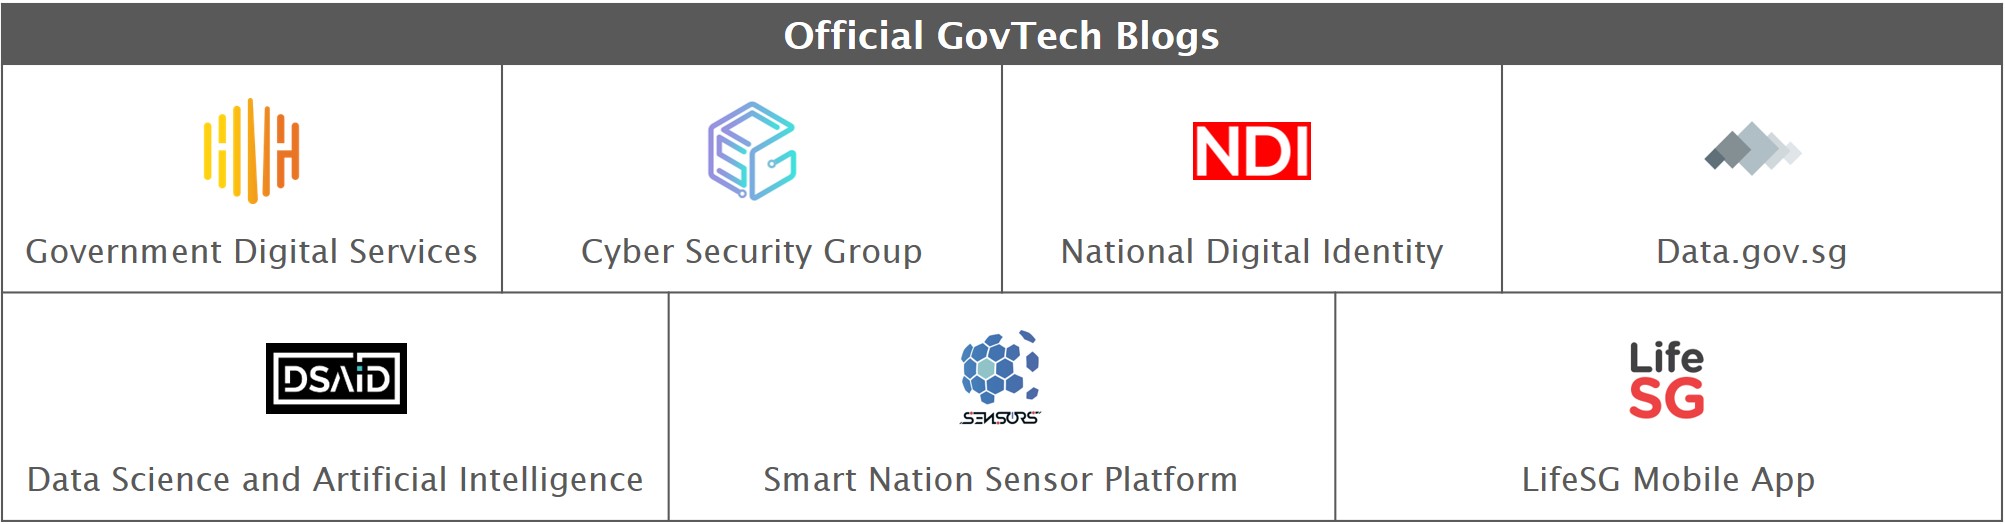 Official GovTech Blogs
NDI
Government Digital Services
Cyber Security Group
National Digital Identity
Data.gov.sg
DSAiD
SENSORS
Life
SG
Data Science and Artificial Intelligence
Smart Nation Sensor Platform
LifeSG Mobile App